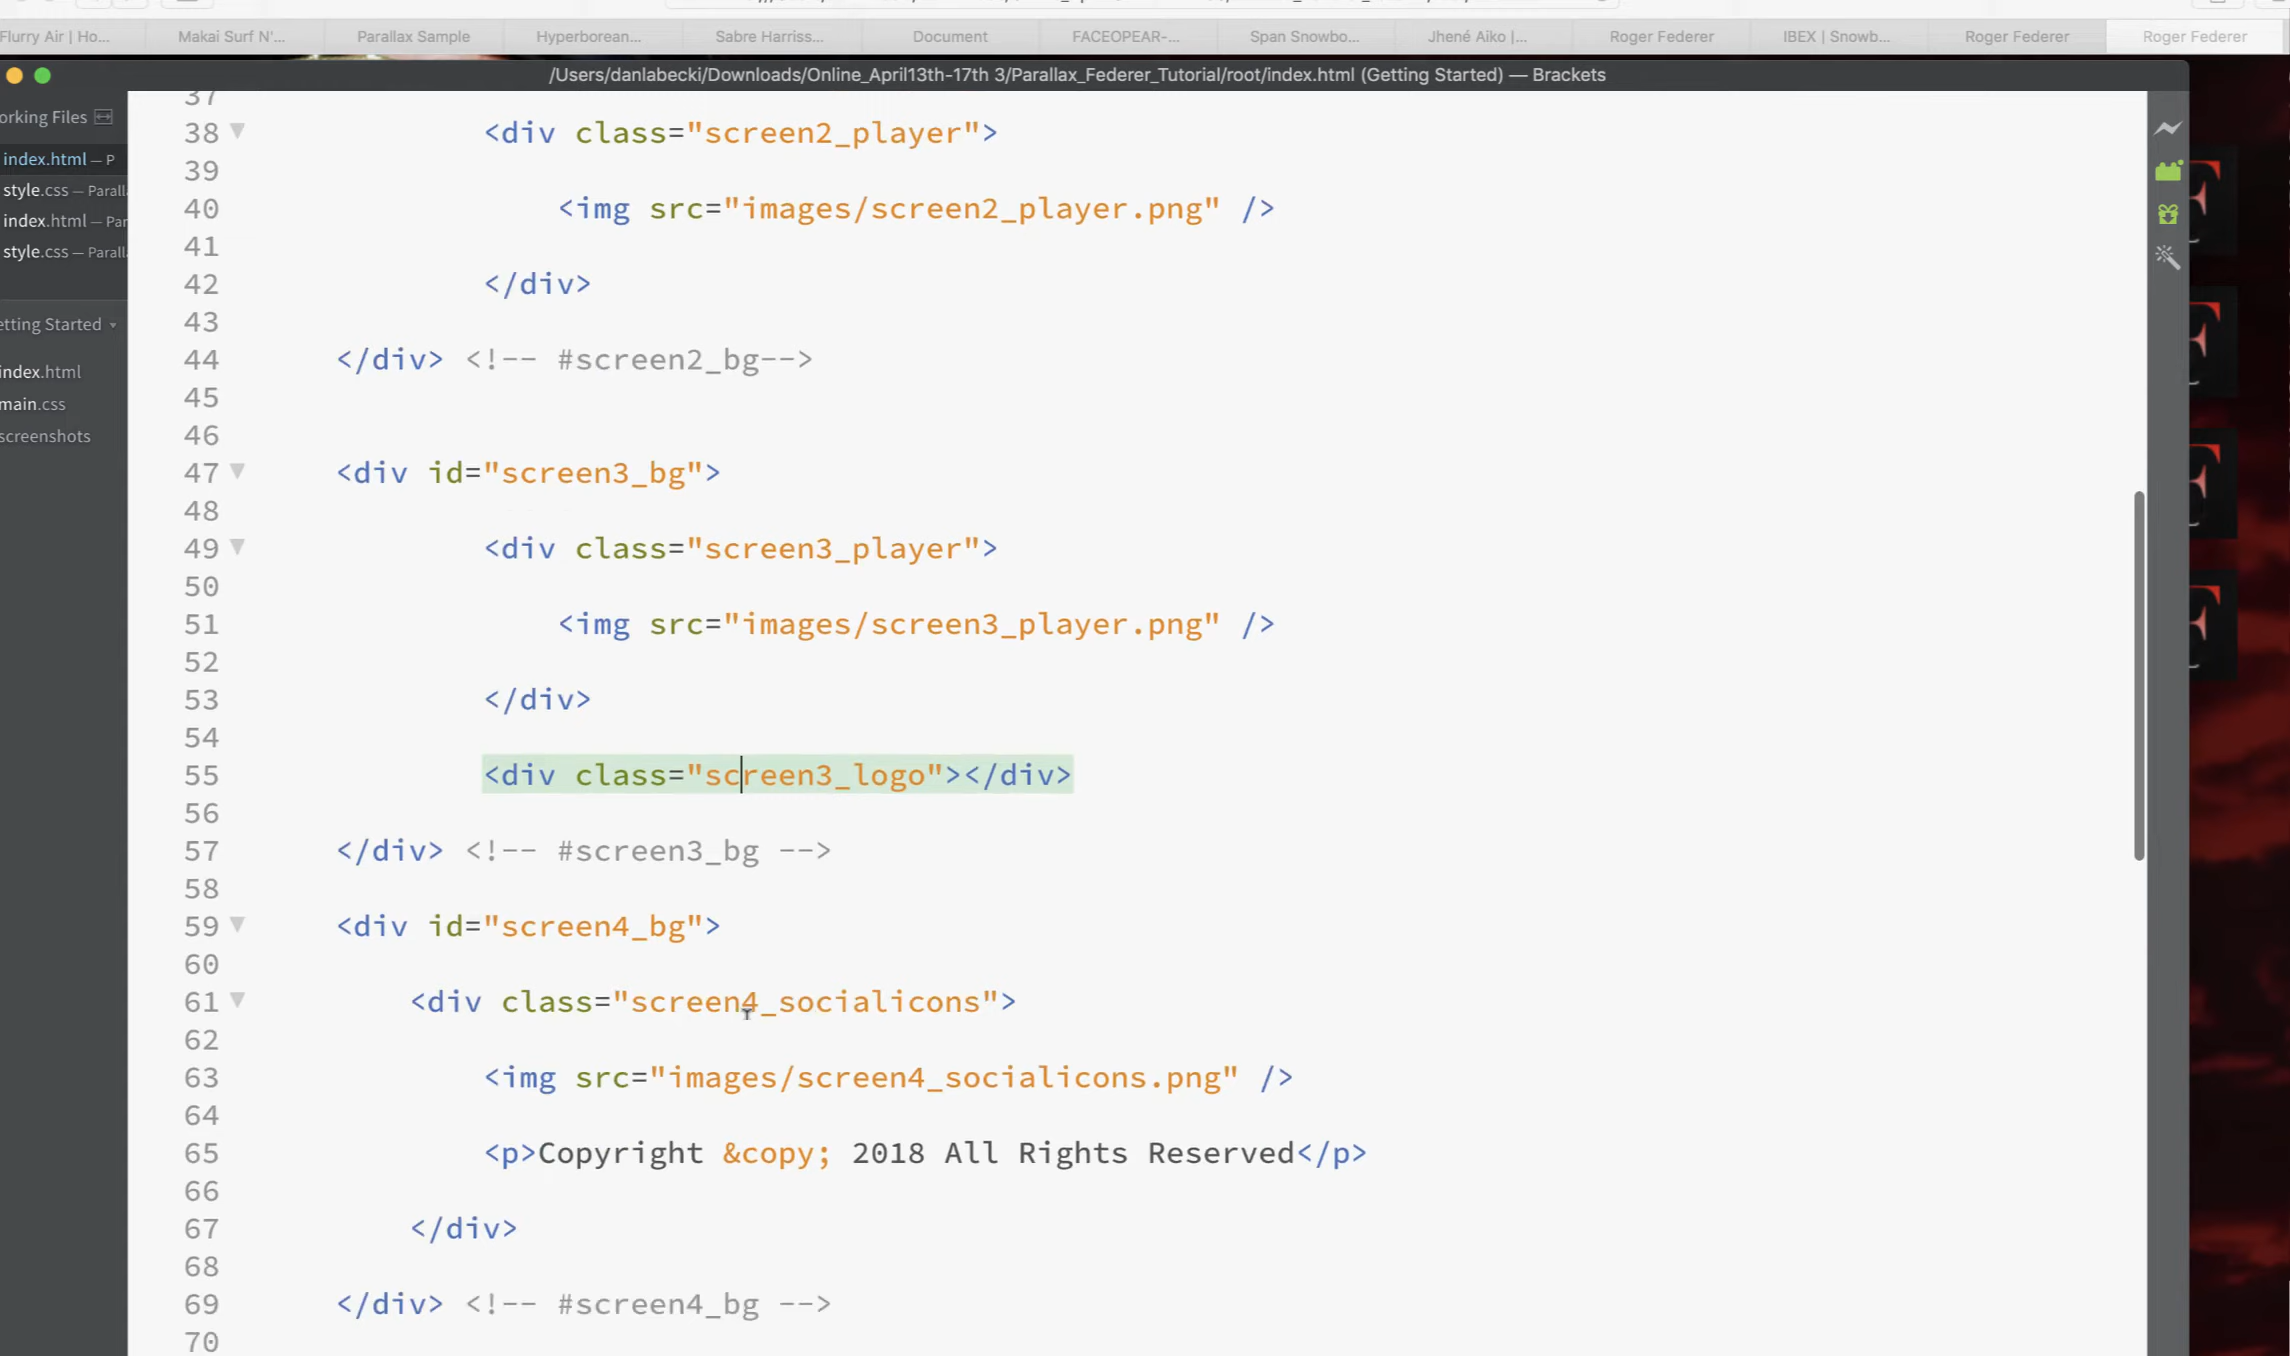 Flurry Air | Ho... Makai Surf N'... Parallax Sample Hyperborean... Sabre Harriss... Document FACEOPEAR-... Span Snowbo... Jhené Aiko |... Roger Federer IBEX | Snowb... Roger Federer Roger Federer
/Users/danlabecki/Downloads/Online_April13th-17th 3/Parallax_Federer_Tutorial/root/index.html (Getting Started) — Brackets
orking Files
index.html — P
style.css — Paralla
index.html — Par
style.css — Paralla
etting Started
index.html
main.css
screenshots
37
38 <div class="screen2_player">
39
40 <img src="images/screen2_player.png" />
41
42 </div>
43
44 </div> <!-- #screen2_bg-->
45
46
47 <div id="screen3_bg">
48
49 <div class="screen3_player">
50
51 <img src="images/screen3_player.png" />
52
53 </div>
54
55 <div class="screen3_logo"></div>
56
57 </div> <!-- #screen3_bg -->
58
59 <div id="screen4_bg">
60
61 <div class="screen4_socialicons">
62
63 <img src="images/screen4_socialicons.png" />
64
65 <p>Copyright &copy; 2018 All Rights Reserved</p>
66
67 </div>
68
69 </div> <!-- #screen4_bg -->
70